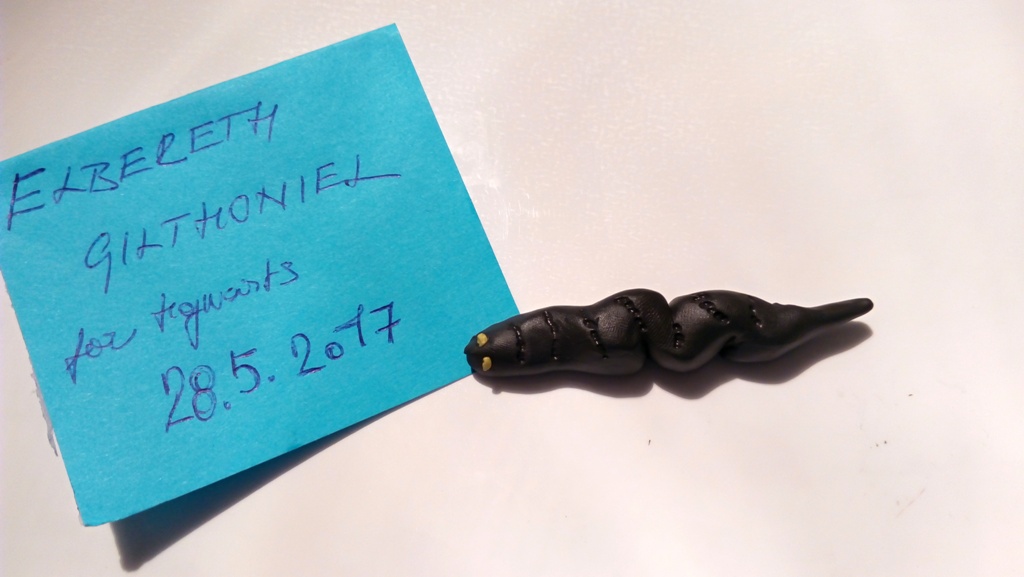 ELBERETH
GILTHONIEL
for Hogwarts
28.5.2017